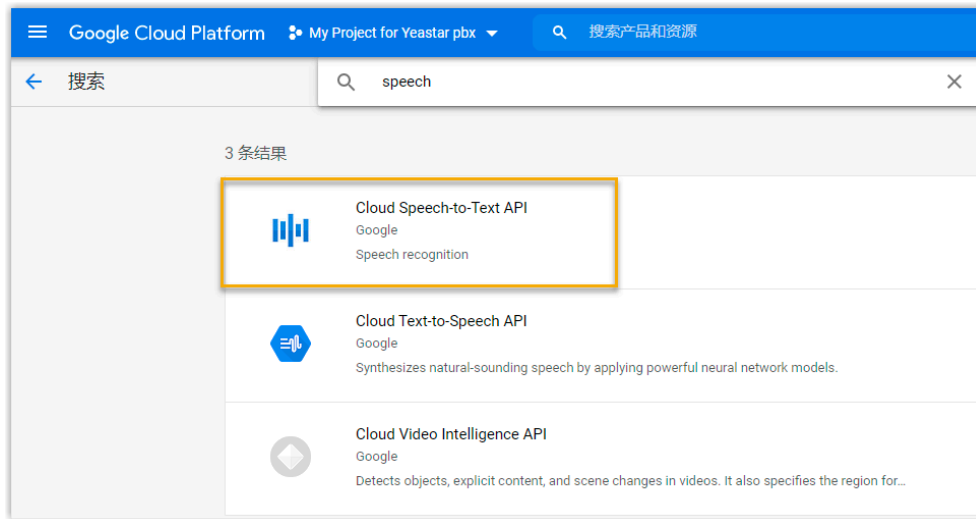 Google Cloud Platform My Project for Yeastar pbx 搜索产品和资源
搜索 speech
3 条结果
Cloud Speech-to-Text API
Google
Speech recognition
Cloud Text-to-Speech API
Google
Synthesizes natural-sounding speech by applying powerful neural network models.
Cloud Video Intelligence API
Google
Detects objects, explicit content, and scene changes in videos. It also specifies the region for...